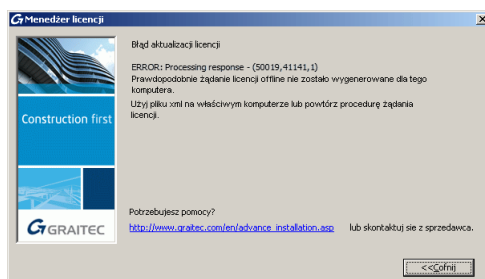 Menedżer licencji
Błąd aktualizacji licencji
ERROR: Processing response - (50019,41141,1)
Prawdopodobnie żądanie licencji offline nie zostało wygenerowane dla tego
komputera.
Użyj pliku xml na właściwym komputerze lub powtórz procedurę żądania
licencji.
Construction first
GRAITEC
Potrzebujesz pomocy?
http://www.graitec.com/en/advance_installation.asp lub skontaktuj sie z sprzedawca.
<<Cofnij